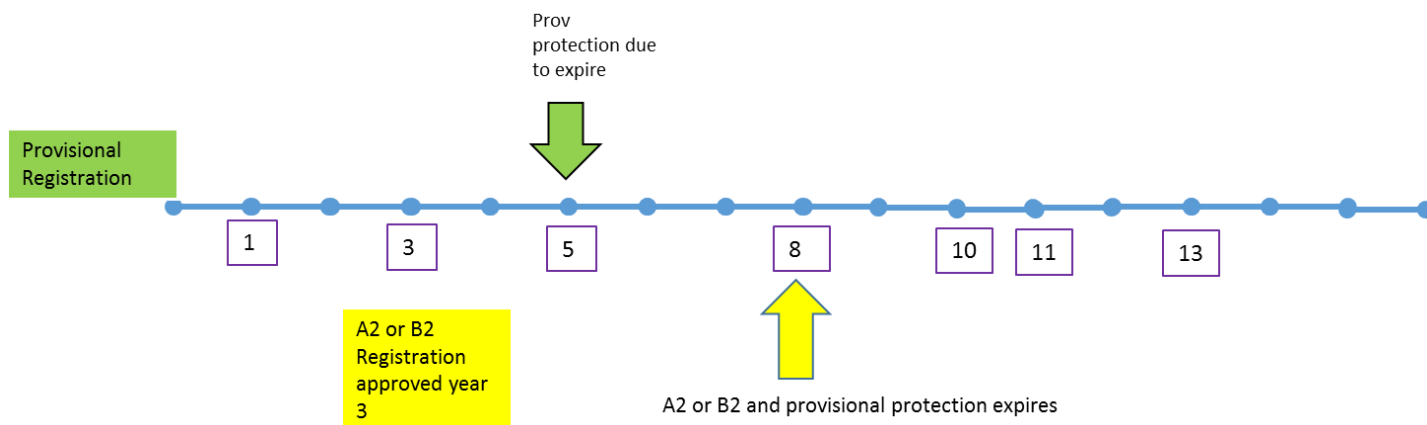 Prov
protection due
to expire
Provisional
Registration
1
3
5
8
10
11
13
A2 or B2
Registration
approved year
3
A2 or B2 and provisional protection expires